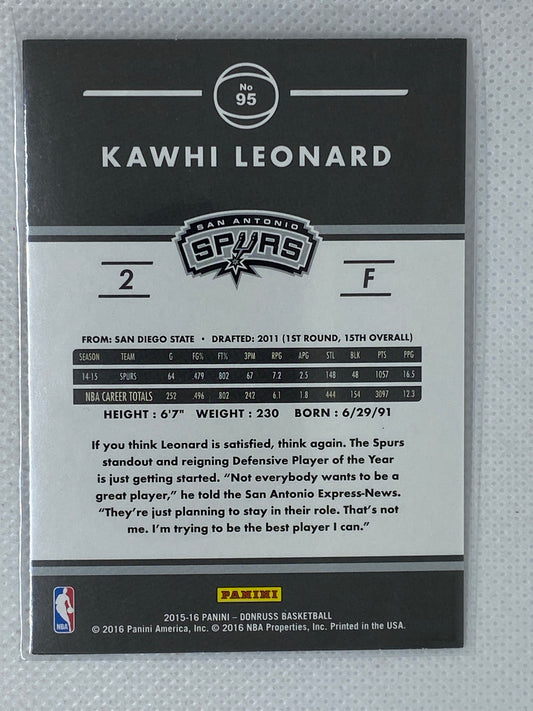 No
95
KAWHI LEONARD
SAN ANTONIO
SPURS
2 F
FROM: SAN DIEGO STATE • DRAFTED: 2011 (1ST ROUND, 15TH OVERALL)
SEASON TEAM G FG% FT% 3PM RPG APG STL BLK PTS PPG
14-15 SPURS 64 .479 .802 67 7.2 2.5 148 48 1057 16.5
NBA CAREER TOTALS 252 .496 .802 242 6.1 1.8 444 154 3097 12.3
HEIGHT : 6'7" WEIGHT : 230 BORN : 6/29/91
If you think Leonard is satisfied, think again. The Spurs
standout and reigning Defensive Player of the Year
is just getting started. “Not everybody wants to be a
great player,” he told the San Antonio Express-News.
“They’re just planning to stay in their role. That’s not
me. I’m trying to be the best player I can.”
PANINI
NBA
2015-16 PANINI – DONRUSS BASKETBALL
© 2016 Panini America, Inc. © 2016 NBA Properties, Inc. Printed in the USA.